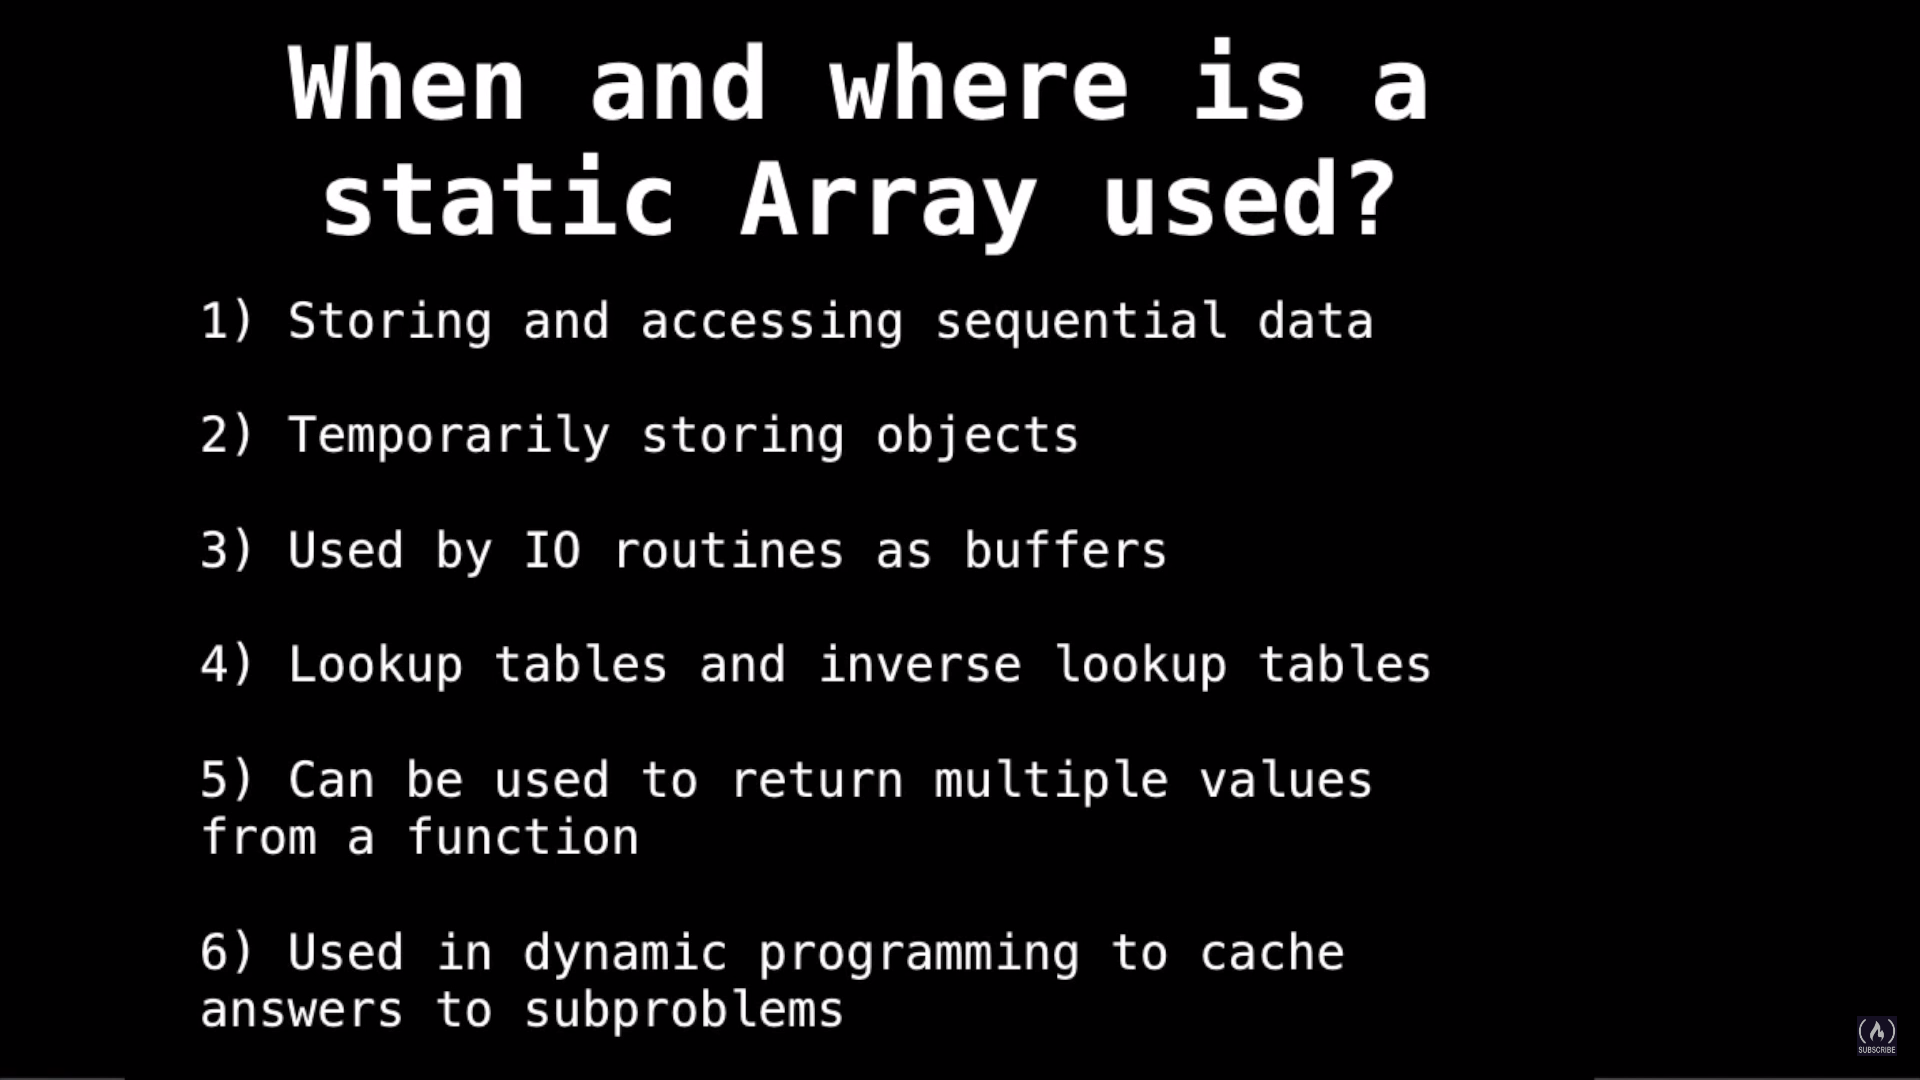 When and where is a
static Array used?
1) Storing and accessing sequential data
2) Temporarily storing objects
3) Used by IO routines as buffers
4) Lookup tables and inverse lookup tables
5) Can be used to return multiple values
from a function
6) Used in dynamic programming to cache
answers to subproblems
SUBSCRIBE